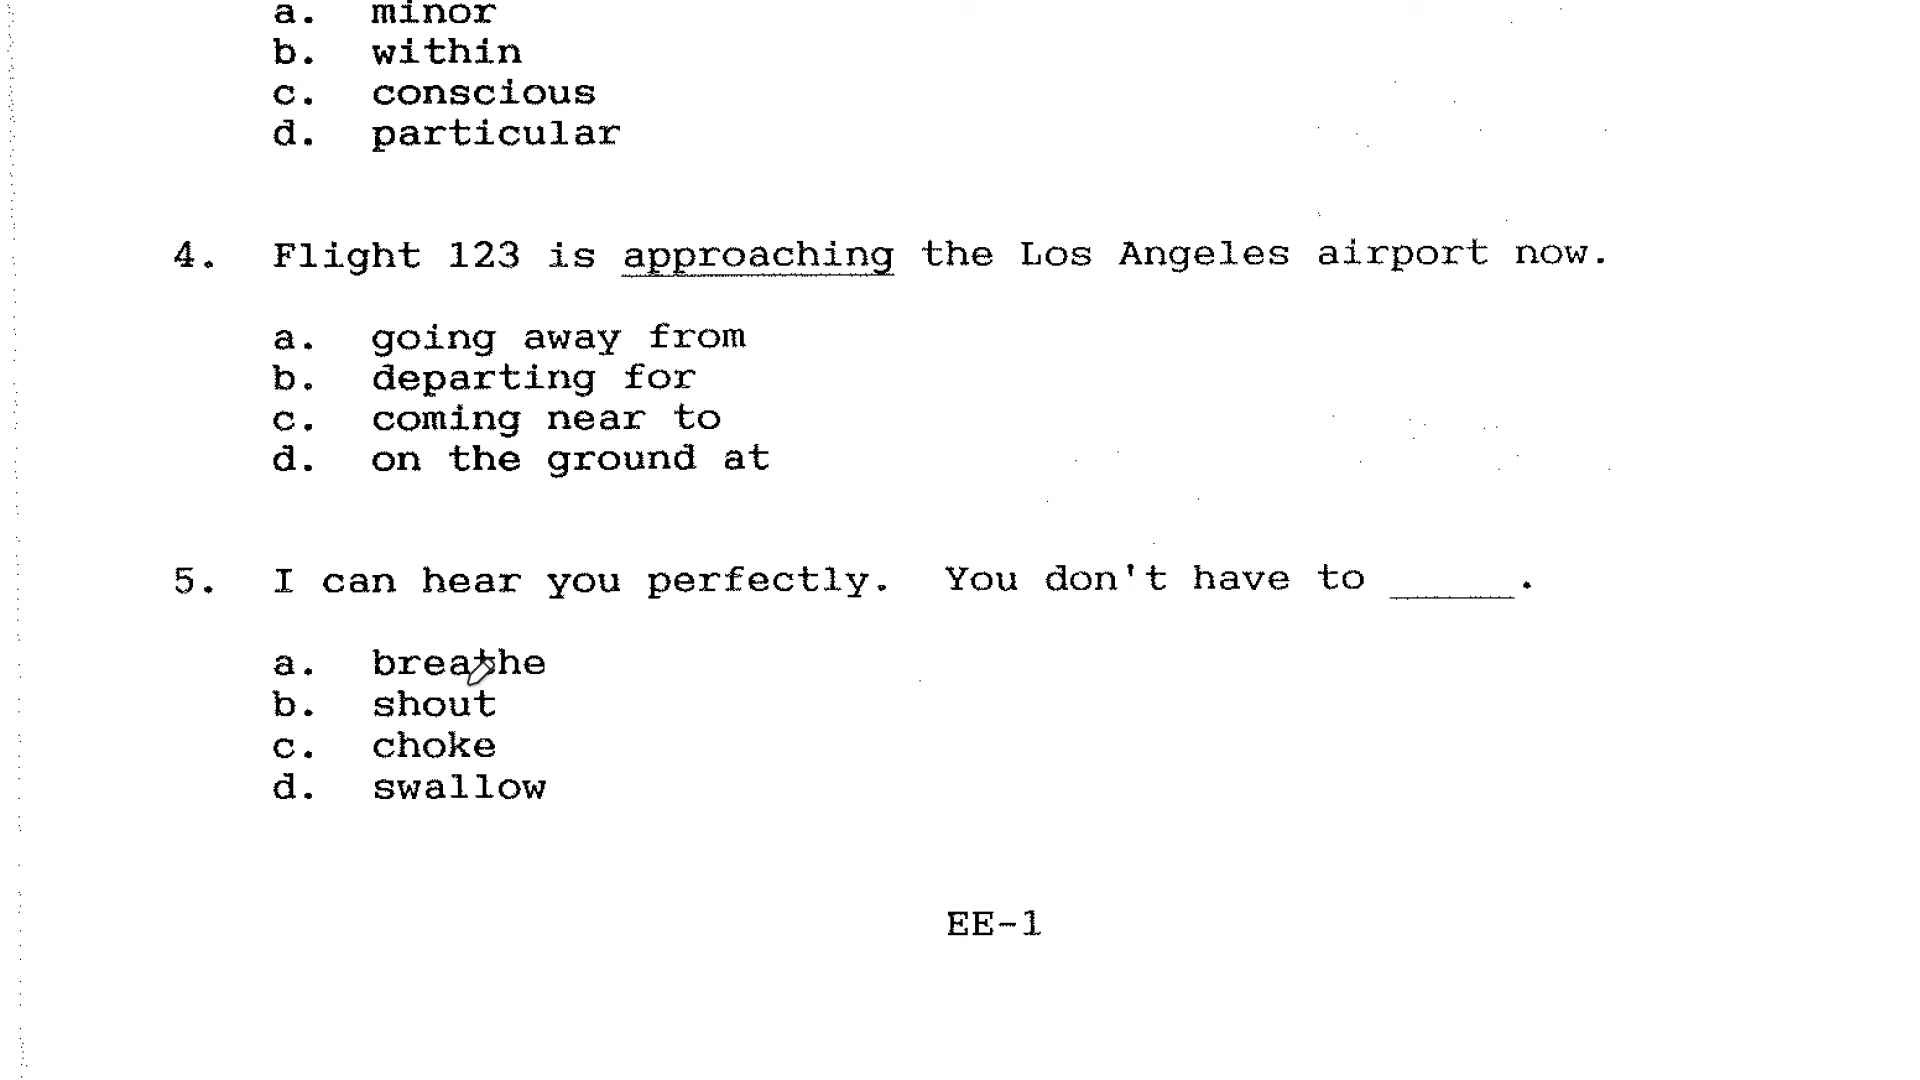 a. minor
b. within
c. conscious
d. particular
4. Flight 123 is approaching the Los Angeles airport now.
a. going away from
b. departing for
c. coming near to
d. on the ground at
5. I can hear you perfectly. You don't have to ______.
a. breathe
b. shout
c. choke
d. swallow
EE-1